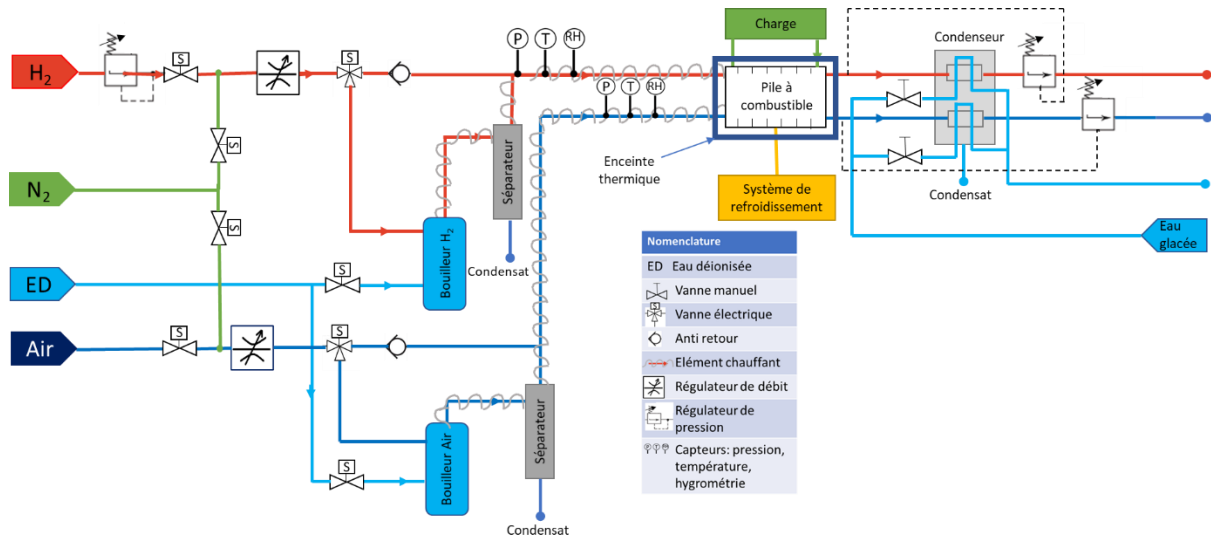 Charge
Condenseur
P
T
RH
S
S
H₂
P
T
RH
Pile à
combustible
Séparateur
S
Enceinte
thermique
N₂
Système de
refroidissement
Condensat
S
Bouilleur H₂
Eau
glacée
Nomenclature
Condensat
ED
S
ED Eau déionisée
Vanne manuel
S
Vanne électrique
S
S
Air
Anti retour
Elément chauffant
Séparateur
Régulateur de débit
Bouilleur Air
Régulateur de
pression
S
P T RH
Capteurs: pression,
température,
hygrométrie
Condensat